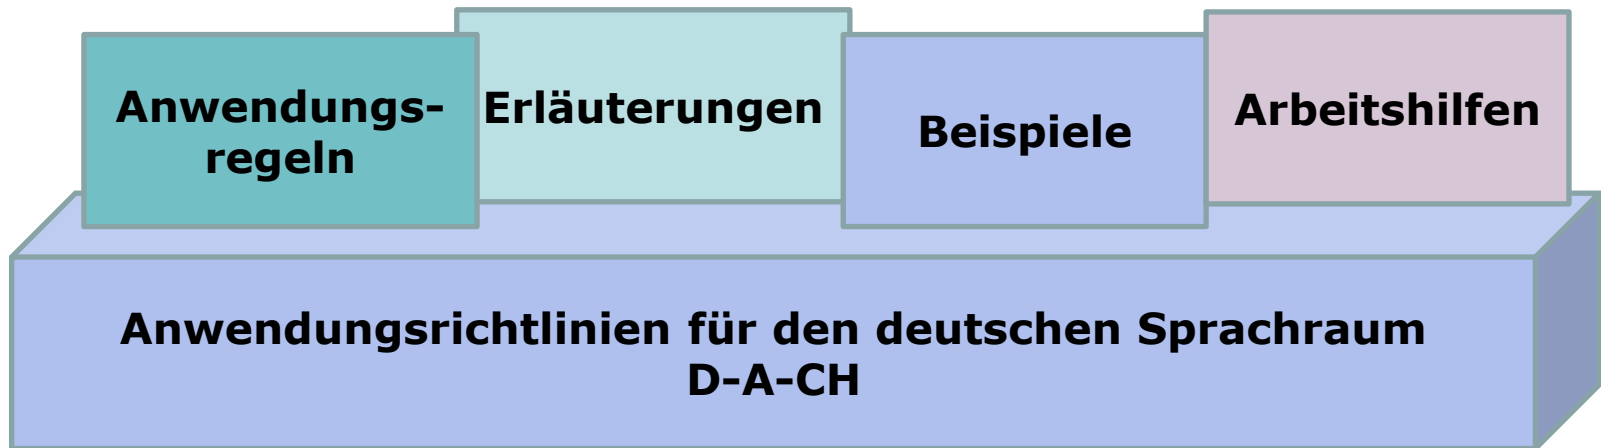 Anwendungs-
regeln
Erläuterungen
Beispiele
Arbeitshilfen
Anwendungsrichtlinien für den deutschen Sprachraum
D-A-CH